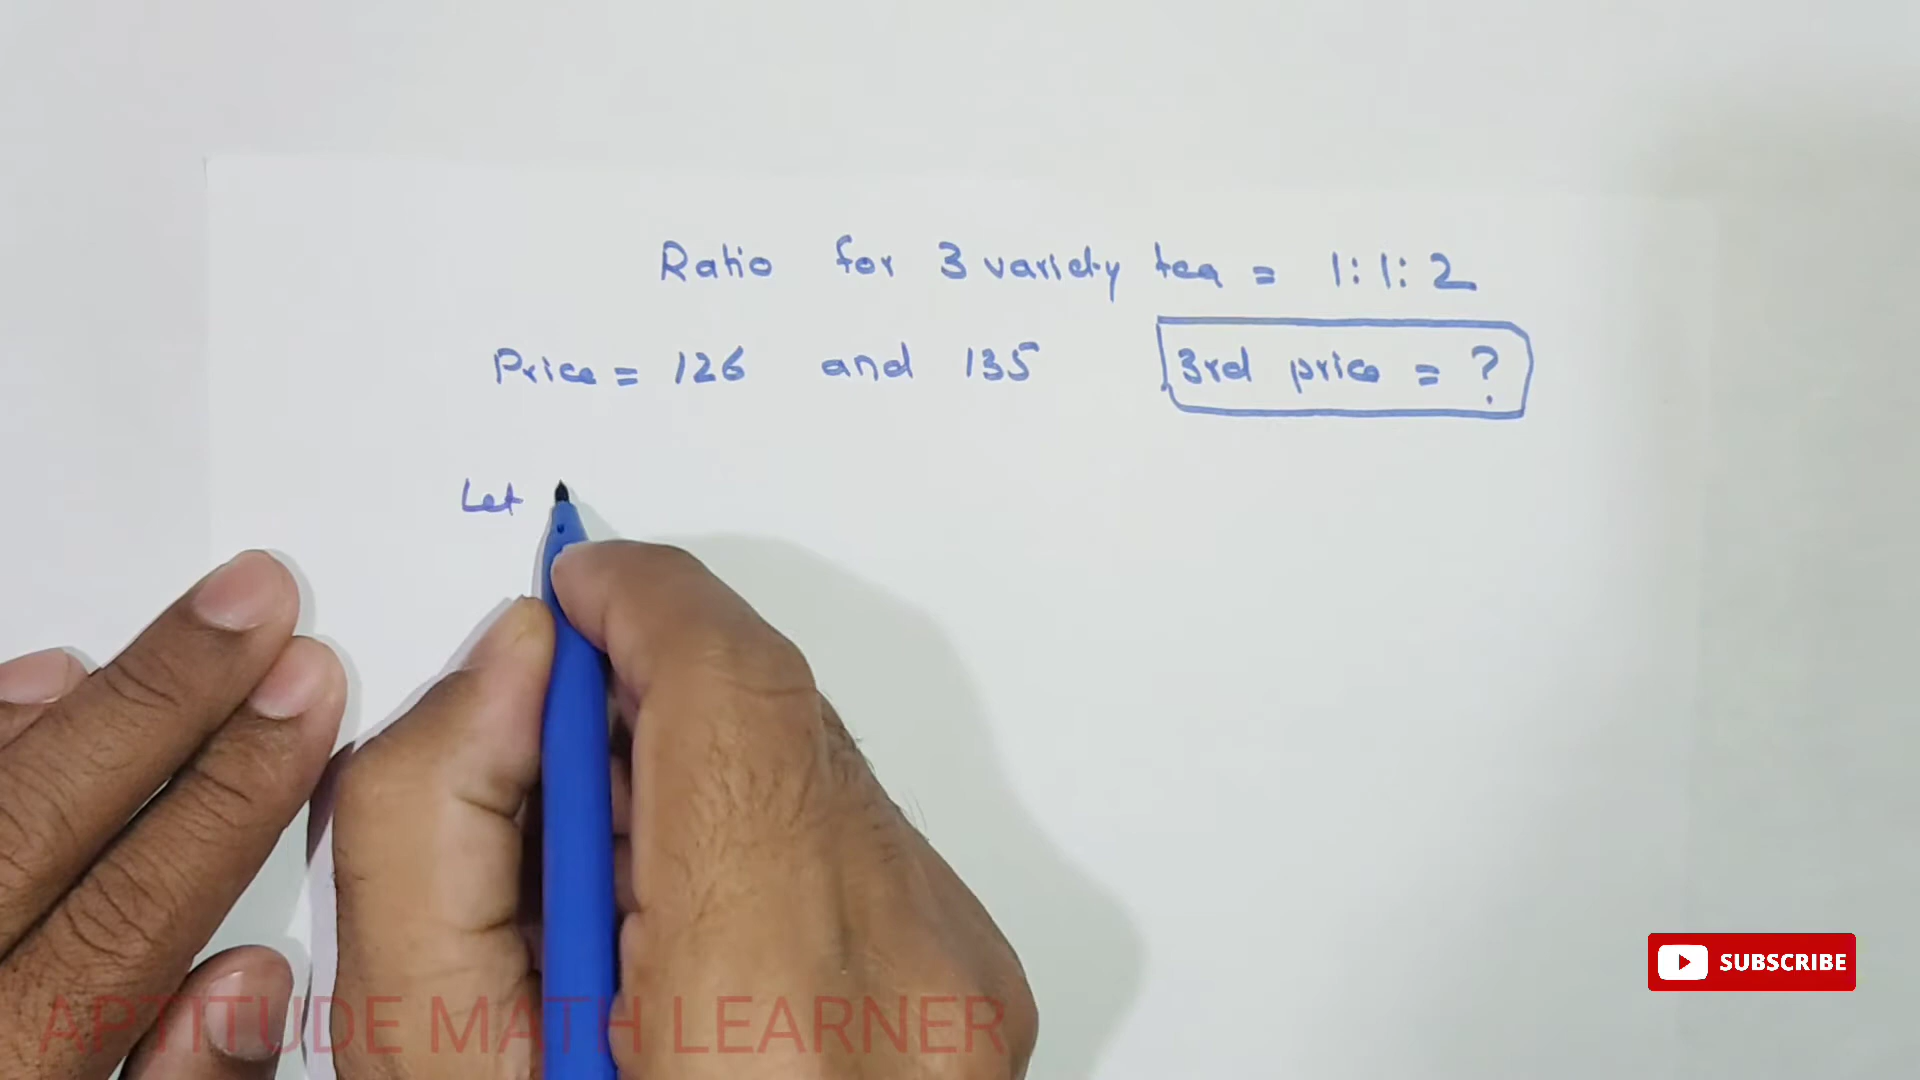 Ratio for 3 variety tea = 1:1:2
Price = 126 and 135 3rd price = ?
Let
SUBSCRIBE
APTITUDE MATH LEARNER